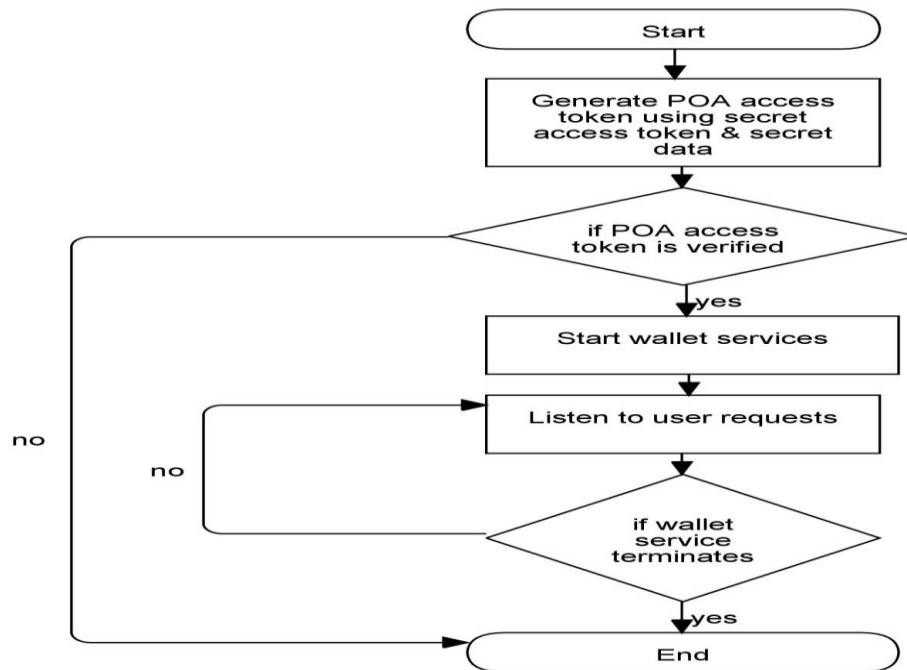 Start
Generate POA access
token using secret
access token & secret
data
if POA access
token is verified
yes
Start wallet services
Listen to user requests
no
no
if wallet
service
terminates
yes
End